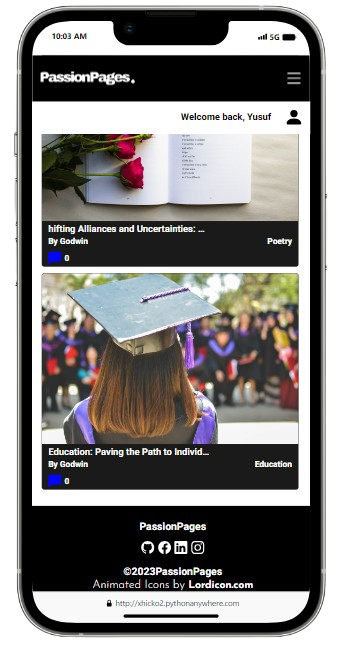 10:03 AM
5G
PassionPages.
Welcome back, Yusuf
hifting Alliances and Uncertainties: ...
By Godwin
Poetry
0
Education: Paving the Path to Individ...
By Godwin
Education
0
PassionPages
©2023PassionPages
Animated Icons by Lordicon.com
http://xhicko2.pythonanywhere.com